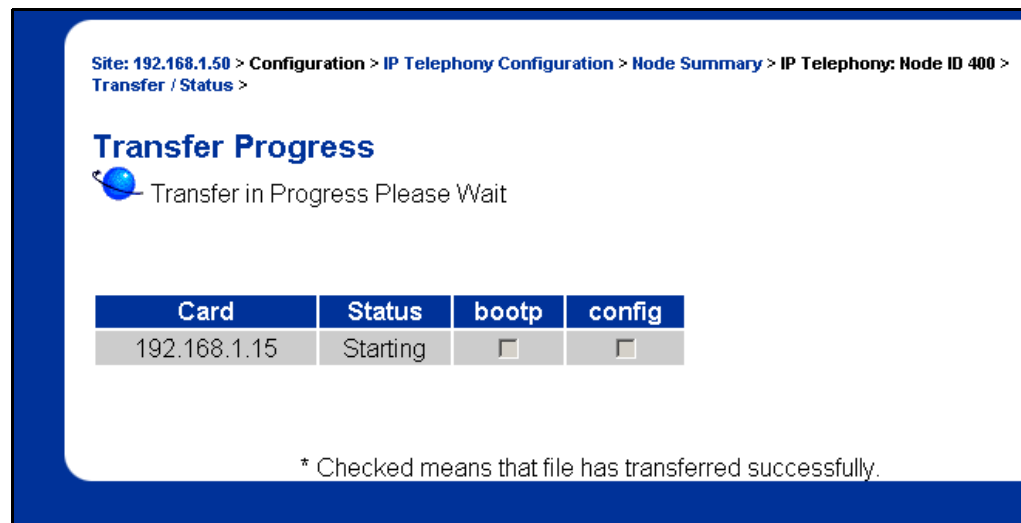 Site: 192.168.1.50 > Configuration > IP Telephony Configuration > Node Summary > IP Telephony: Node ID 400 >
Transfer / Status >
Transfer Progress
Transfer in Progress Please Wait
Card Status bootp config
192.168.1.15 Starting
* Checked means that file has transferred successfully.